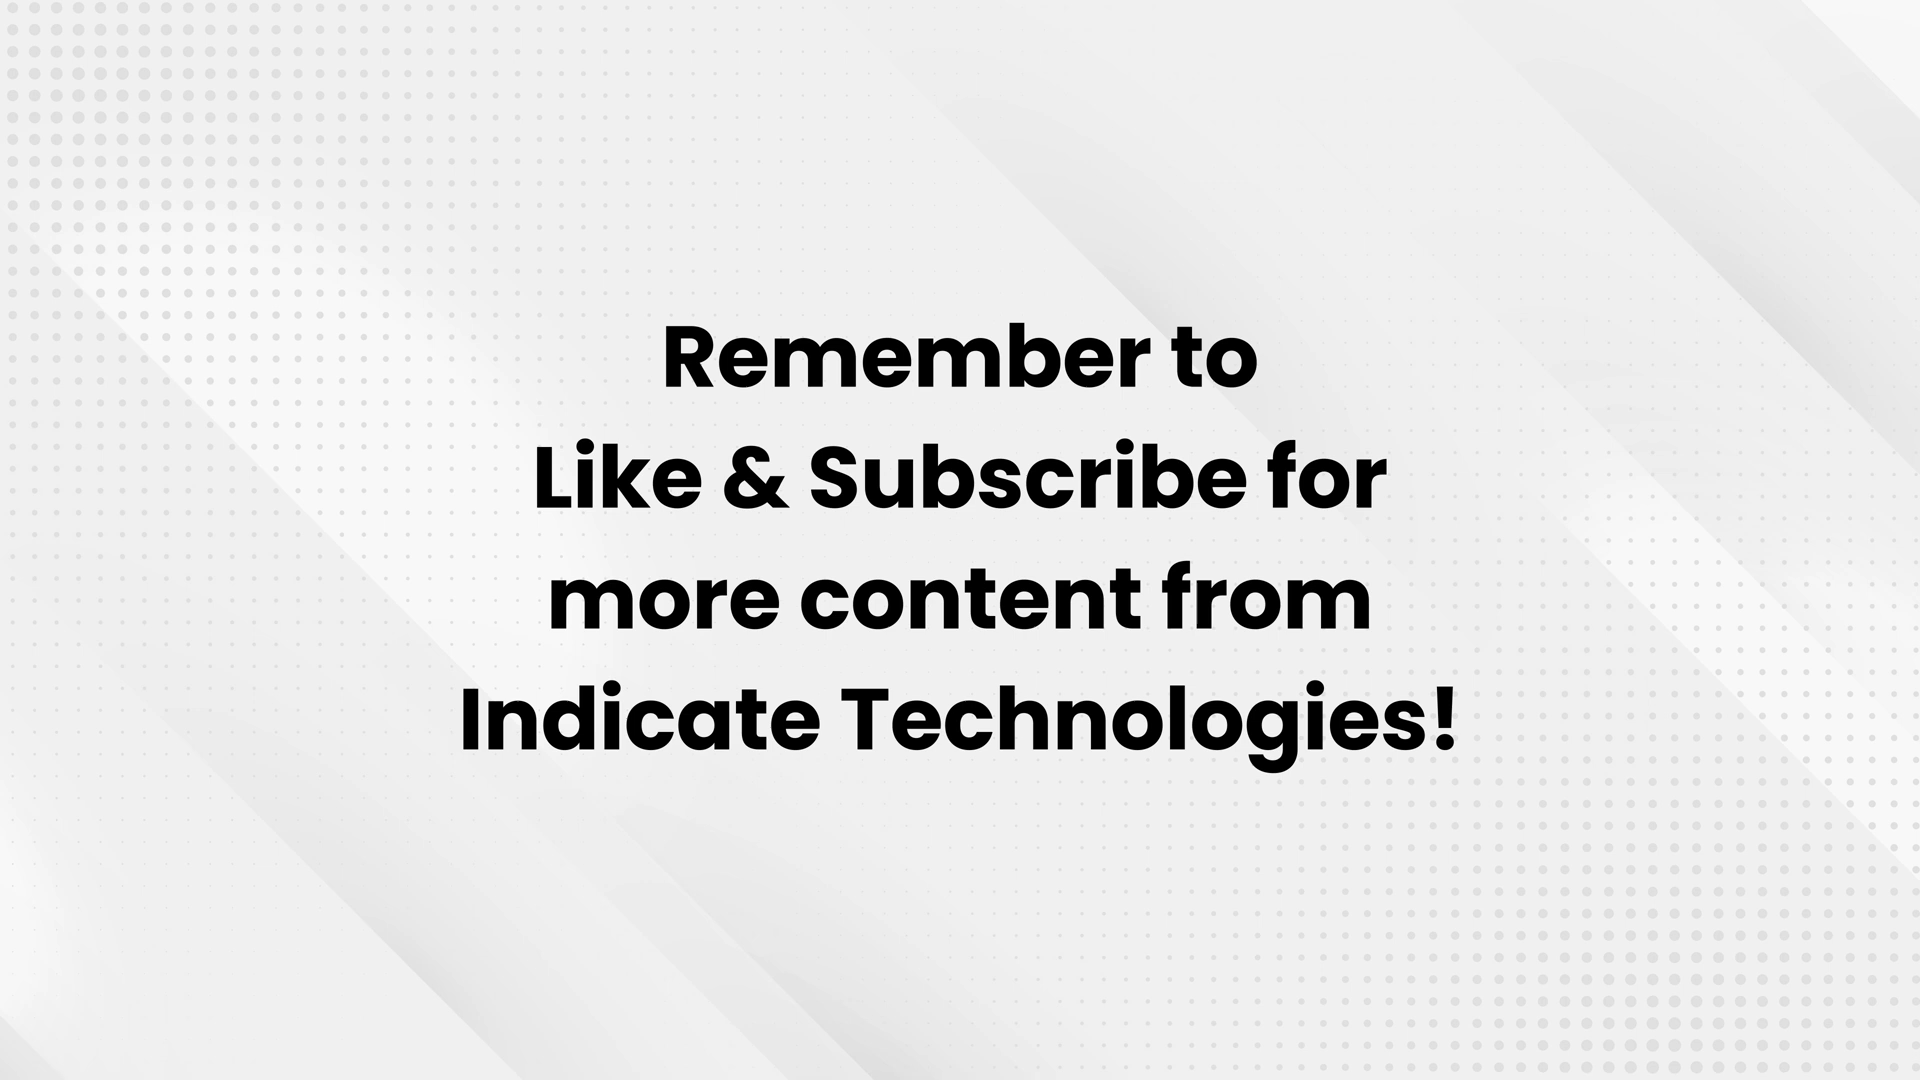 Remember to
Like & Subscribe for
more content from
Indicate Technologies!